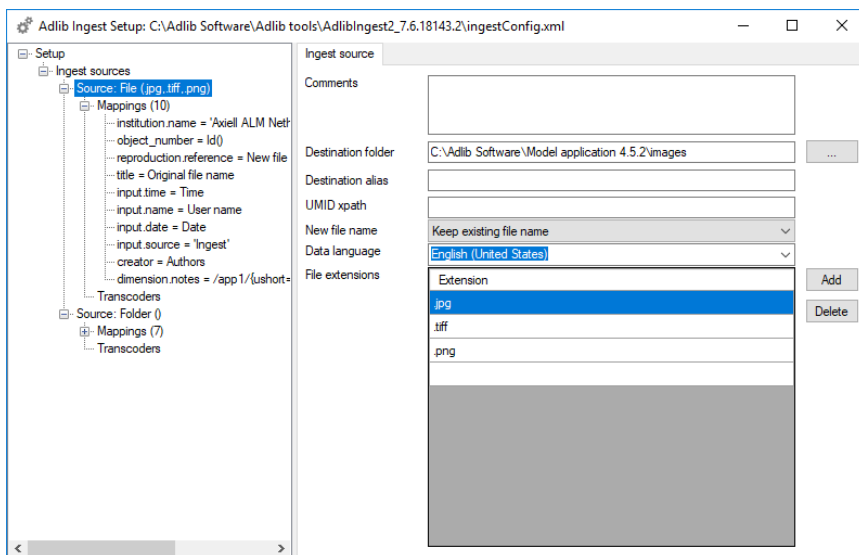 Adlib Ingest Setup: C:\Adlib Software\Adlib tools\AdlibIngest2_7.6.18143.2\ingestConfig.xml
Setup
Ingest sources
Source: File (.jpg,.tiff,.png)
Mappings (10)
institution.name = 'Axiell ALM Neth
object_number = Id()
reproduction.reference = New file
title = Original file name
input.time = Time
input.name = User name
input.date = Date
input.source = 'Ingest'
creator = Authors
dimension.notes = /app1/{ushort=
Transcoders
Source: Folder ()
Mappings (7)
Transcoders
Ingest source
Comments
Destination folder
C:\Adlib Software\Model application 4.5.2\images
...
Destination alias
UMID xpath
New file name
Keep existing file name
Data language
English (United States)
File extensions
Extension
Add
.jpg
Delete
.tiff
.png